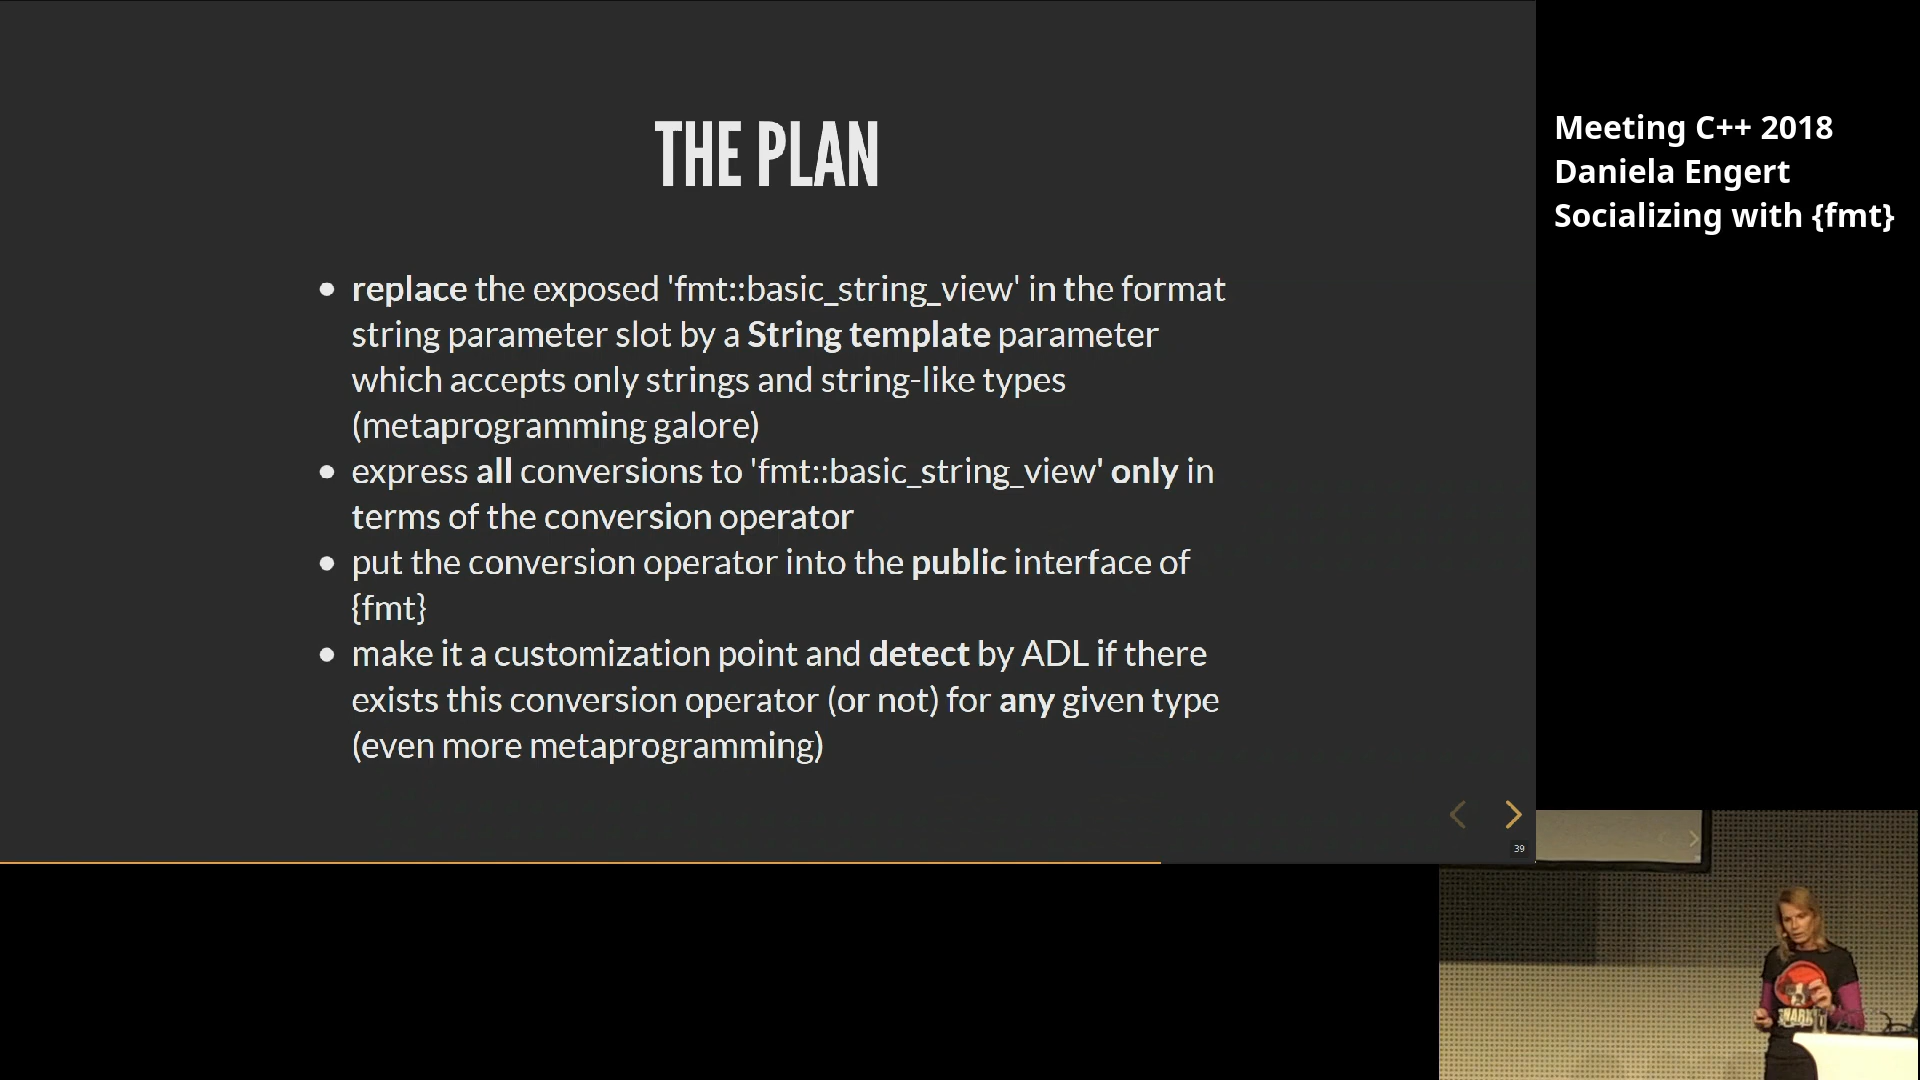 THE PLAN
replace the exposed 'fmt::basic_string_view' in the format
string parameter slot by a String template parameter
which accepts only strings and string-like types
(metaprogramming galore)
express all conversions to 'fmt::basic_string_view' only in
terms of the conversion operator
put the conversion operator into the public interface of
{fmt}
make it a customization point and detect by ADL if there
exists this conversion operator (or not) for any given type
(even more metaprogramming)
39
Meeting C++ 2018
Daniela Engert
Socializing with {fmt}